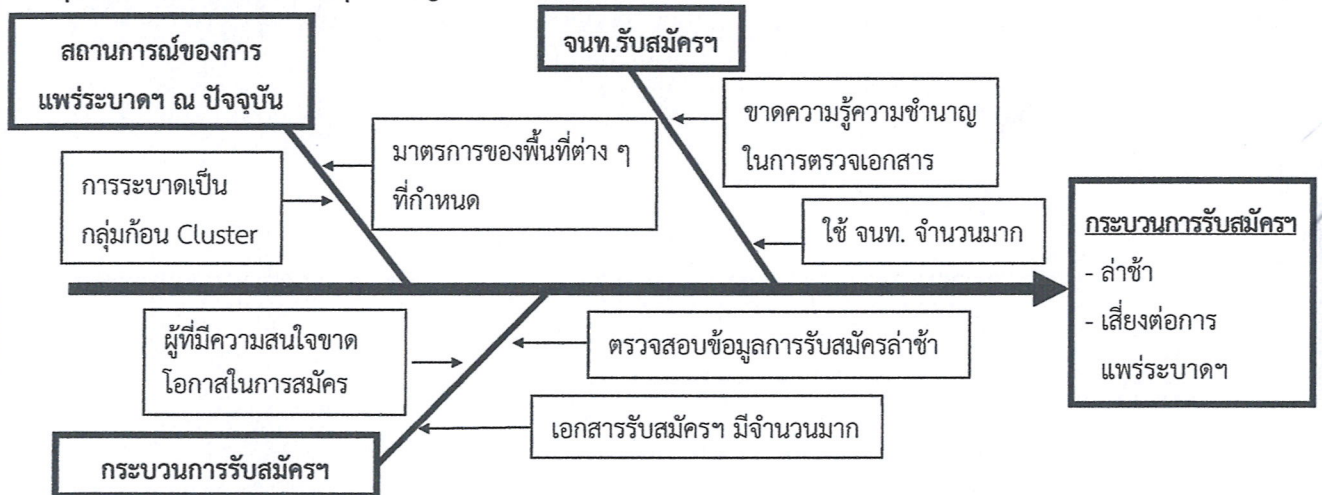 สถานการณ์ของการ
แพร่ระบาดฯ ณ ปัจจุบัน
จนท.รับสมัครฯ
มาตรการของพื้นที่ต่าง ๆ
ที่กำหนด
การระบาดเป็น
กลุ่มก้อน Cluster
ขาดความรู้ความชำนาญ
ในการตรวจเอกสาร
ใช้ จนท. จำนวนมาก
กระบวนการรับสมัครฯ
- ล่าช้า
- เสี่ยงต่อการ
แพร่ระบาดฯ
ผู้ที่มีความสนใจขาด
โอกาสในการสมัคร
ตรวจสอบข้อมูลการรับสมัครล่าช้า
เอกสารรับสมัครฯ มีจำนวนมาก
กระบวนการรับสมัครฯ